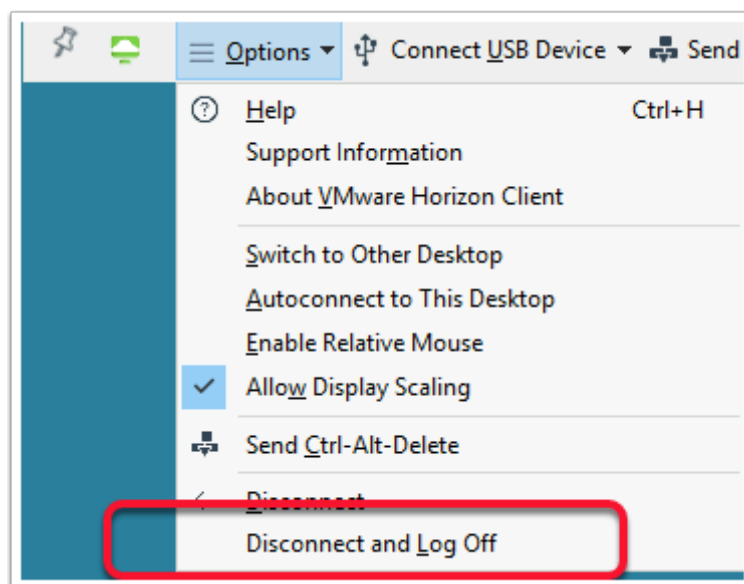 Options Connect USB Device Send
Help Ctrl+H
Support Information
About VMware Horizon Client
Switch to Other Desktop
Autoconnect to This Desktop
Enable Relative Mouse
Allow Display Scaling
Send Ctrl-Alt-Delete
Disconnect
Disconnect and Log Off